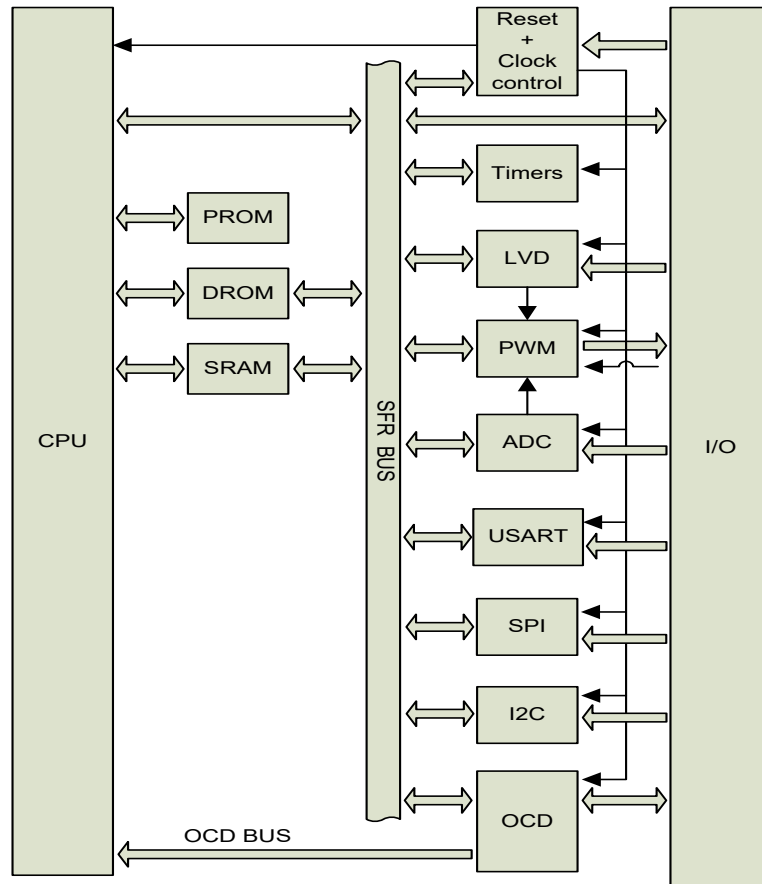 Reset
+
Clock
control
Timers
PROM
LVD
DROM
PWM
SRAM
SFR BUS
CPU
ADC
I/O
USART
SPI
I2C
OCD
OCD BUS